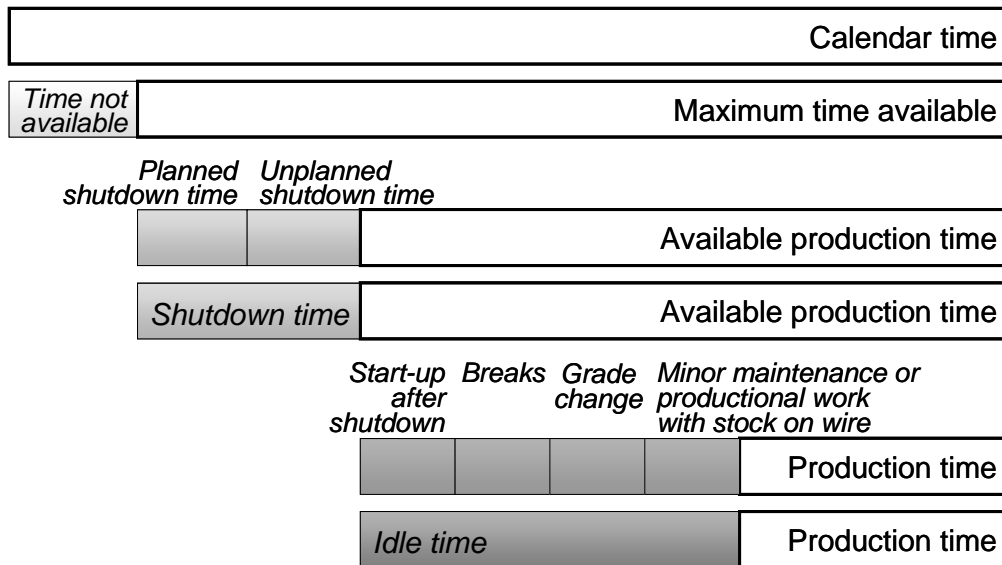 Calendar time
Time not
available
Maximum time available
Planned
shutdown time
Unplanned
shutdown time
Available production time
Shutdown time
Available production time
Start-up
after
shutdown
Breaks
Grade
change
Minor maintenance or
productional work
with stock on wire
Production time
Idle time
Production time